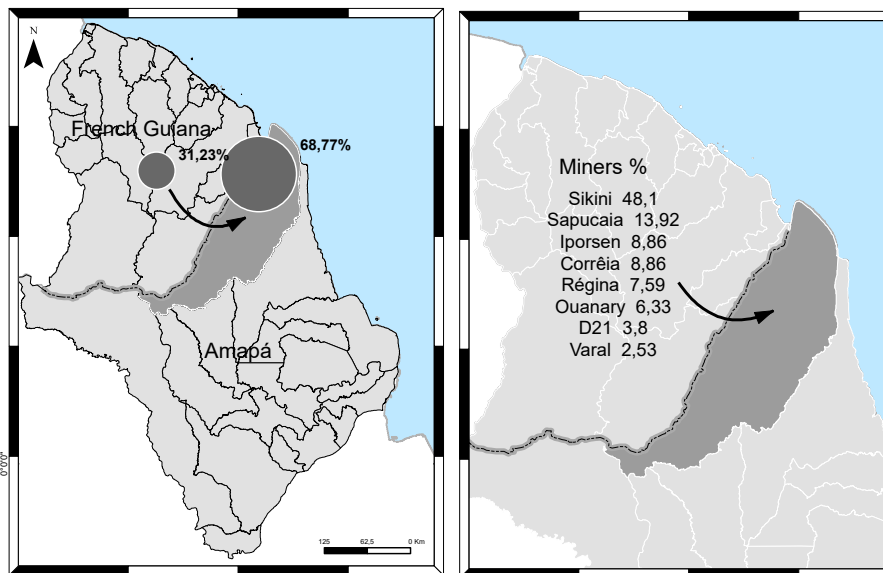 N
French Guiana
31,23%
68,77%
Amapá
0°0'0"
125 62,5 0 Km
Miners %
Sikini 48,1
Sapucaia 13,92
Iporsen 8,86
Corrêia 8,86
Régina 7,59
Ouanary 6,33
D21 3,8
Varal 2,53